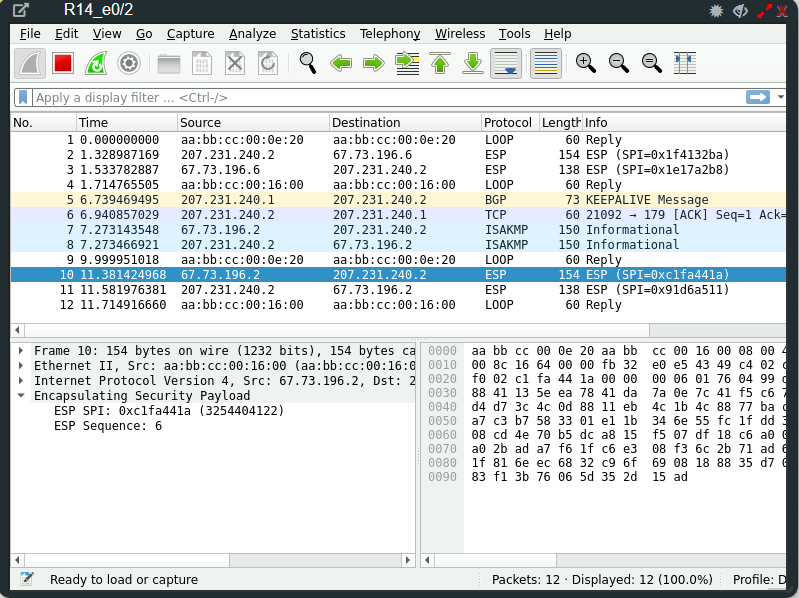 R14_e0/2
File Edit View Go Capture Analyze Statistics Telephony Wireless Tools Help
Apply a display filter ... <Ctrl-/>
No. Time Source Destination Protocol Length Info
1 0.000000000 aa:bb:cc:00:0e:20 aa:bb:cc:00:0e:20 LOOP 60 Reply
2 1.328987169 207.231.240.2 67.73.196.6 ESP 154 ESP (SPI=0x1f4132ba)
3 1.533782887 67.73.196.6 207.231.240.2 ESP 138 ESP (SPI=0x1e17a2b8)
4 1.714765505 aa:bb:cc:00:16:00 aa:bb:cc:00:16:00 LOOP 60 Reply
5 6.739469495 207.231.240.1 207.231.240.2 BGP 73 KEEPALIVE Message
6 6.940857029 207.231.240.2 207.231.240.1 TCP 60 21092 → 179 [ACK] Seq=1 Ack=
7 7.273143548 67.73.196.2 207.231.240.2 ISAKMP 150 Informational
8 7.273466921 207.231.240.2 67.73.196.2 ISAKMP 150 Informational
9 9.999951018 aa:bb:cc:00:0e:20 aa:bb:cc:00:0e:20 LOOP 60 Reply
10 11.381424968 67.73.196.2 207.231.240.2 ESP 154 ESP (SPI=0xc1fa441a)
11 11.581976381 207.231.240.2 67.73.196.2 ESP 138 ESP (SPI=0x91d6a511)
12 11.714916660 aa:bb:cc:00:16:00 aa:bb:cc:00:16:00 LOOP 60 Reply
Frame 10: 154 bytes on wire (1232 bits), 154 bytes ca
Ethernet II, Src: aa:bb:cc:00:16:00 (aa:bb:cc:00:16:0
Internet Protocol Version 4, Src: 67.73.196.2, Dst: 2
Encapsulating Security Payload
ESP SPI: 0xc1fa441a (3254404122)
ESP Sequence: 6
0000 aa bb cc 00 0e 20 aa bb cc 00 16 00 08 00 4
0010 00 8c 16 64 00 00 fb 32 e0 e5 43 49 c4 02 c
0020 f0 02 c1 fa 44 1a 00 00 00 06 01 76 04 99 d
0030 88 41 13 5e ea 78 41 da 7a 0e 7c 41 f5 c6 7
0040 d4 d7 3c 4c 0d 88 11 eb 4c 1b 4c 88 77 ba c
0050 a7 c3 b7 58 33 01 e1 1b 34 6e 55 fc 1f dd 3
0060 08 cd 4e 70 b5 dc a8 15 f5 07 df 18 c6 a0 0
0070 a0 2b ad a7 f6 1f c6 e3 08 f3 6c 2b 71 ad 6
0080 1f 81 6e ec 68 32 c9 6f 69 08 18 88 35 d7 0
0090 83 f1 3b 76 06 5d 35 2d 15 ad
Ready to load or capture Packets: 12 · Displayed: 12 (100.0%) Profile: D